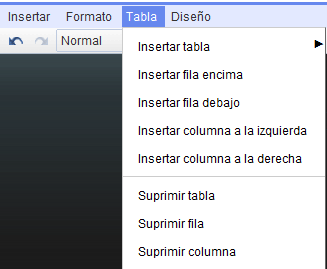 Insertar Formato Tabla Diseño
Normal
Insertar tabla
Insertar fila encima
Insertar fila debajo
Insertar columna a la izquierda
Insertar columna a la derecha
Suprimir tabla
Suprimir fila
Suprimir columna